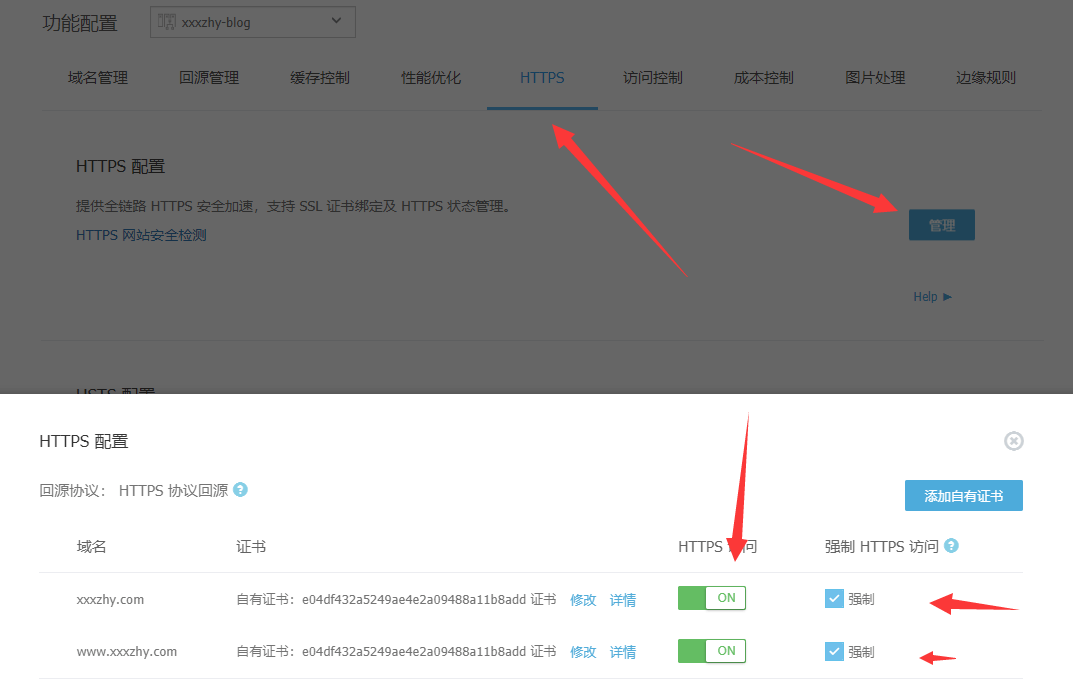 功能配置 xxxzhy-blog
域名管理 回源管理 缓存控制 性能优化 HTTPS 访问控制 成本控制 图片处理 边缘规则
HTTPS 配置
提供全链路 HTTPS 安全加速，支持 SSL 证书绑定及 HTTPS 状态管理。
HTTPS 网站安全检测
管理
Help ▶
HSTS 配置
HTTPS 配置
回源协议： HTTPS 协议回源 ?
添加自有证书
域名 证书 HTTPS 访问 强制 HTTPS 访问 ?
xxxzhy.com 自有证书：e04df432a5249ae4e2a09488a11b8add 证书 修改 详情 ON 强制
www.xxxzhy.com 自有证书：e04df432a5249ae4e2a09488a11b8add 证书 修改 详情 ON 强制